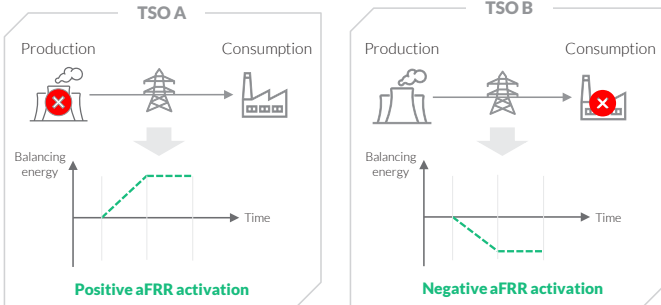 TSO A
Production
Consumption
Balancing
energy
Time
Positive aFRR activation
TSO B
Production
Consumption
Balancing
energy
Time
Negative aFRR activation